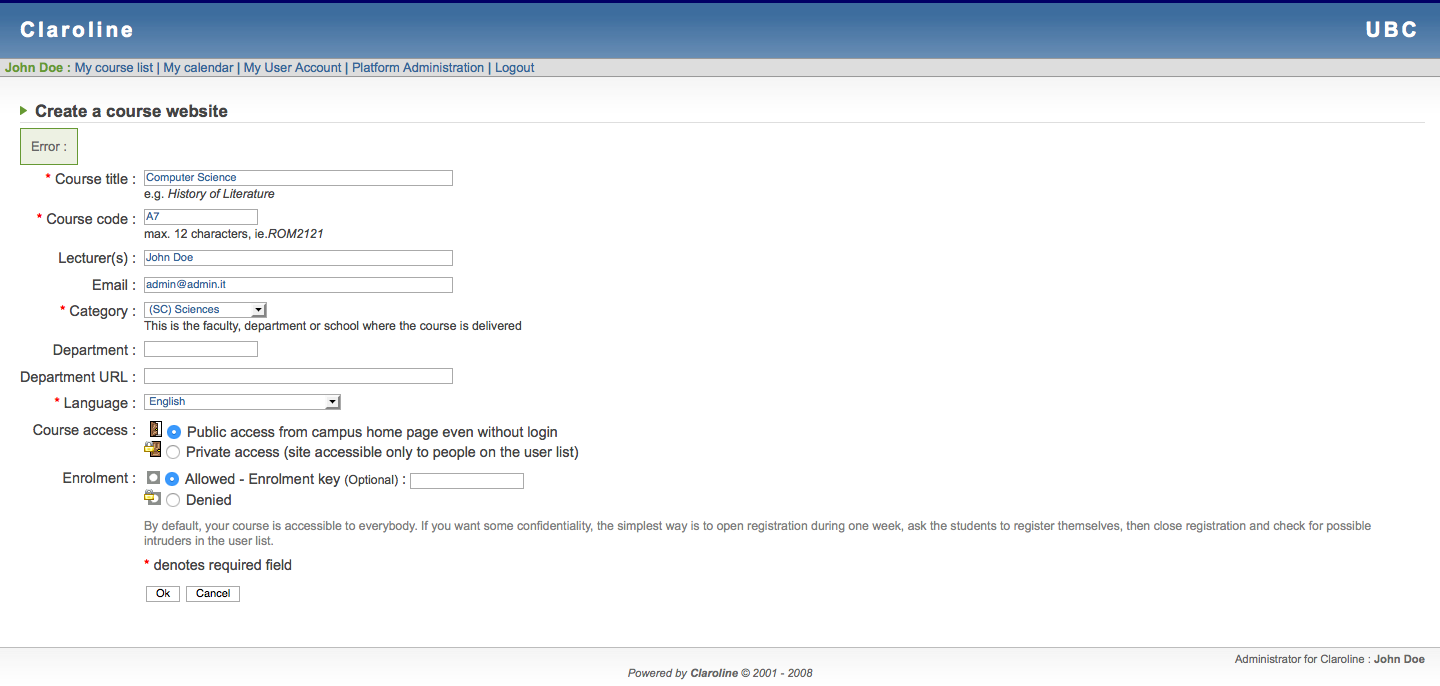 Claroline UBC
John Doe : My course list | My calendar | My User Account | Platform Administration | Logout
Create a course website
Error :
* Course title : Computer Science
e.g. History of Literature
* Course code : A7
max. 12 characters, ie.ROM2121
Lecturer(s) : John Doe
Email : admin@admin.it
* Category : (SC) Sciences
This is the faculty, department or school where the course is delivered
Department :
Department URL :
* Language : English
Course access : Public access from campus home page even without login
Private access (site accessible only to people on the user list)
Enrolment : Allowed - Enrolment key (Optional) :
Denied
By default, your course is accessible to everybody. If you want some confidentiality, the simplest way is to open registration during one week, ask the students to register themselves, then close registration and check for possible
intruders in the user list.
* denotes required field
Ok Cancel
Administrator for Claroline : John Doe
Powered by Claroline © 2001 - 2008